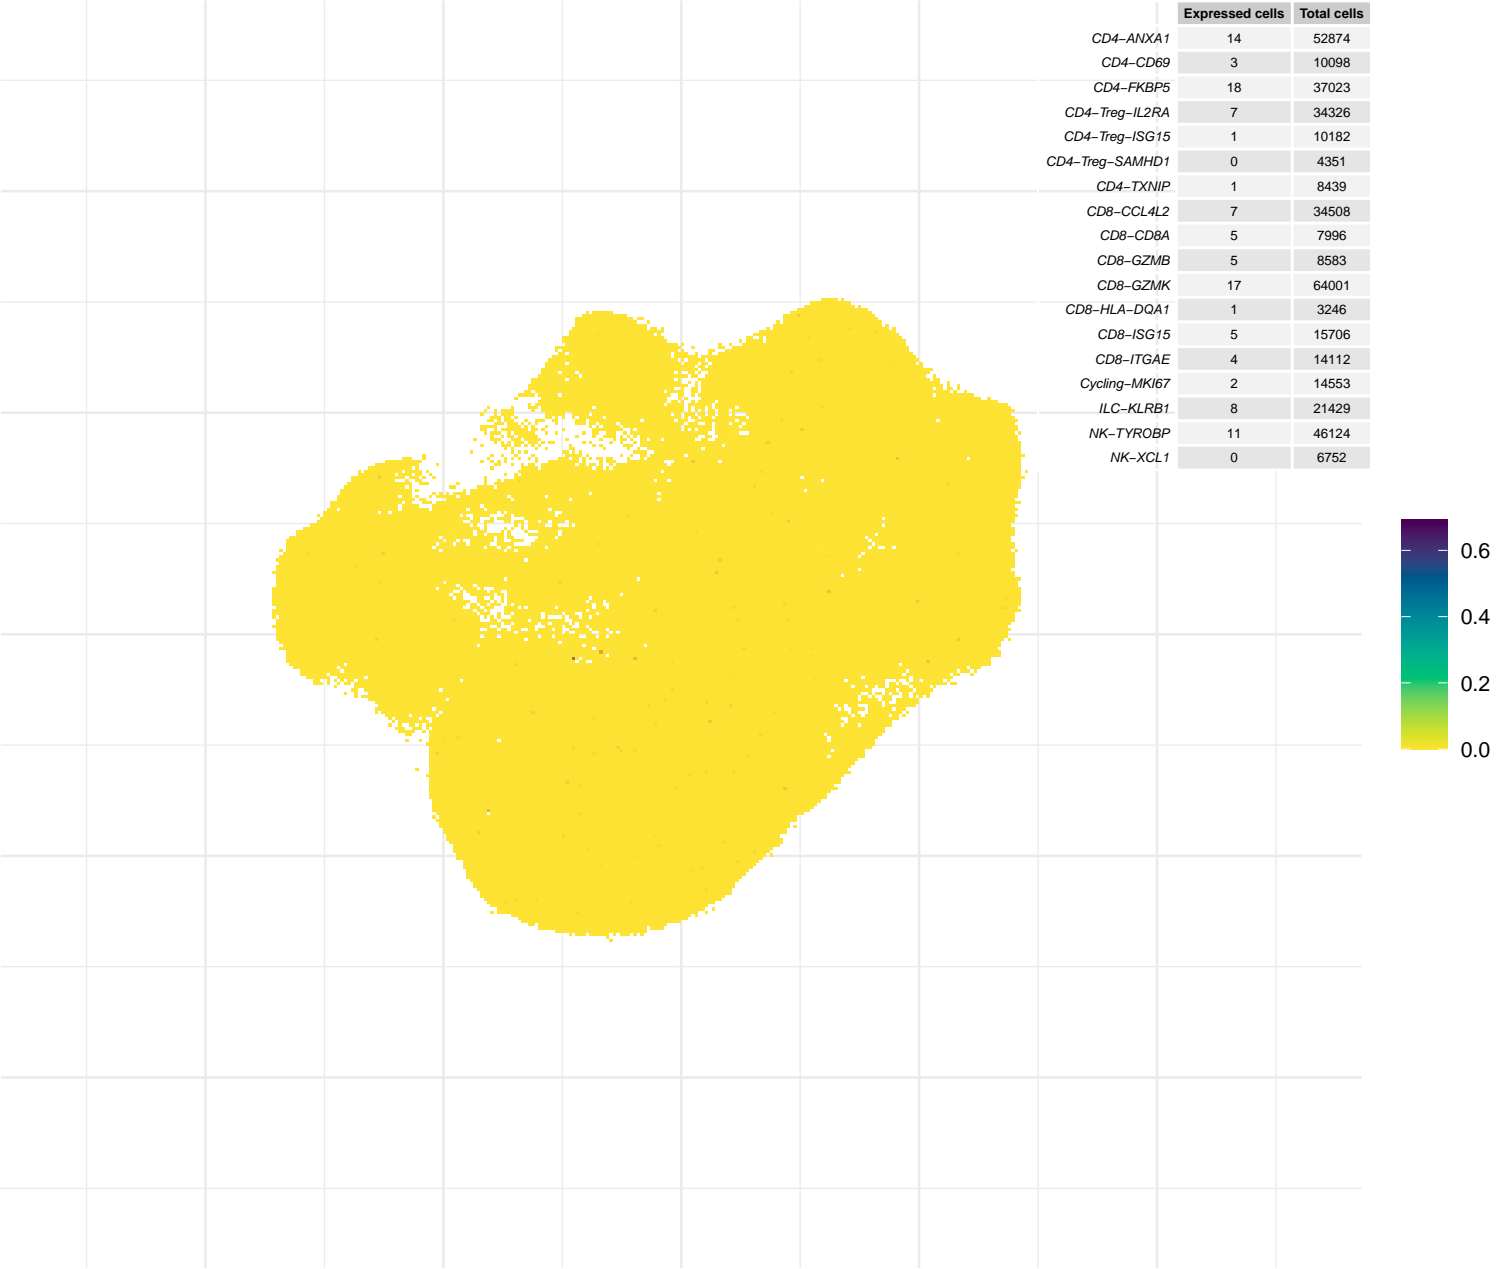 Expressed cells Total cells
CD4−ANXA1 14 52874
CD4−CD69 3 10098
CD4−FKBP5 18 37023
CD4−Treg−IL2RA 7 34326
CD4−Treg−ISG15 1 10182
CD4−Treg−SAMHD1 0 4351
CD4−TXNIP 1 8439
CD8−CCL4L2 7 34508
CD8−CD8A 5 7996
CD8−GZMB 5 8583
CD8−GZMK 17 64001
CD8−HLA−DQA1 1 3246
CD8−ISG15 5 15706
CD8−ITGAE 4 14112
Cycling−MKI67 2 14553
ILC−KLRB1 8 21429
NK−TYROBP 11 46124
NK−XCL1 0 6752
0.6
0.4
0.2
0.0